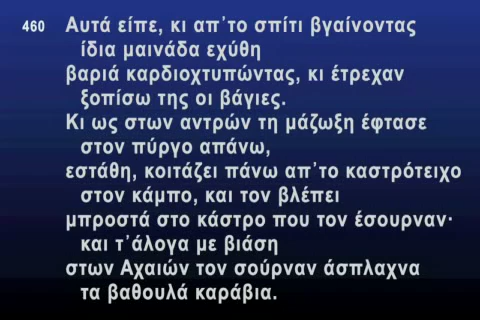 460 Αυτά είπε, κι απ᾽το σπίτι βγαίνοντας
ίδια μαινάδα εχύθη
βαριά καρδιοχτυπώντας, κι έτρεχαν
ξοπίσω της οι βάγιες.
Κι ως στων αντρών τη μάζωξη έφτασε
στον πύργο απάνω,
εστάθη, κοιτάζει πάνω απ᾽το καστρότειχο
στον κάμπο, και τον βλέπει
μπροστά στο κάστρο που τον έσουρναν·
και τ᾽άλογα με βιάση
στων Αχαιών τον σούρναν άσπλαχνα
τα βαθουλά καράβια.